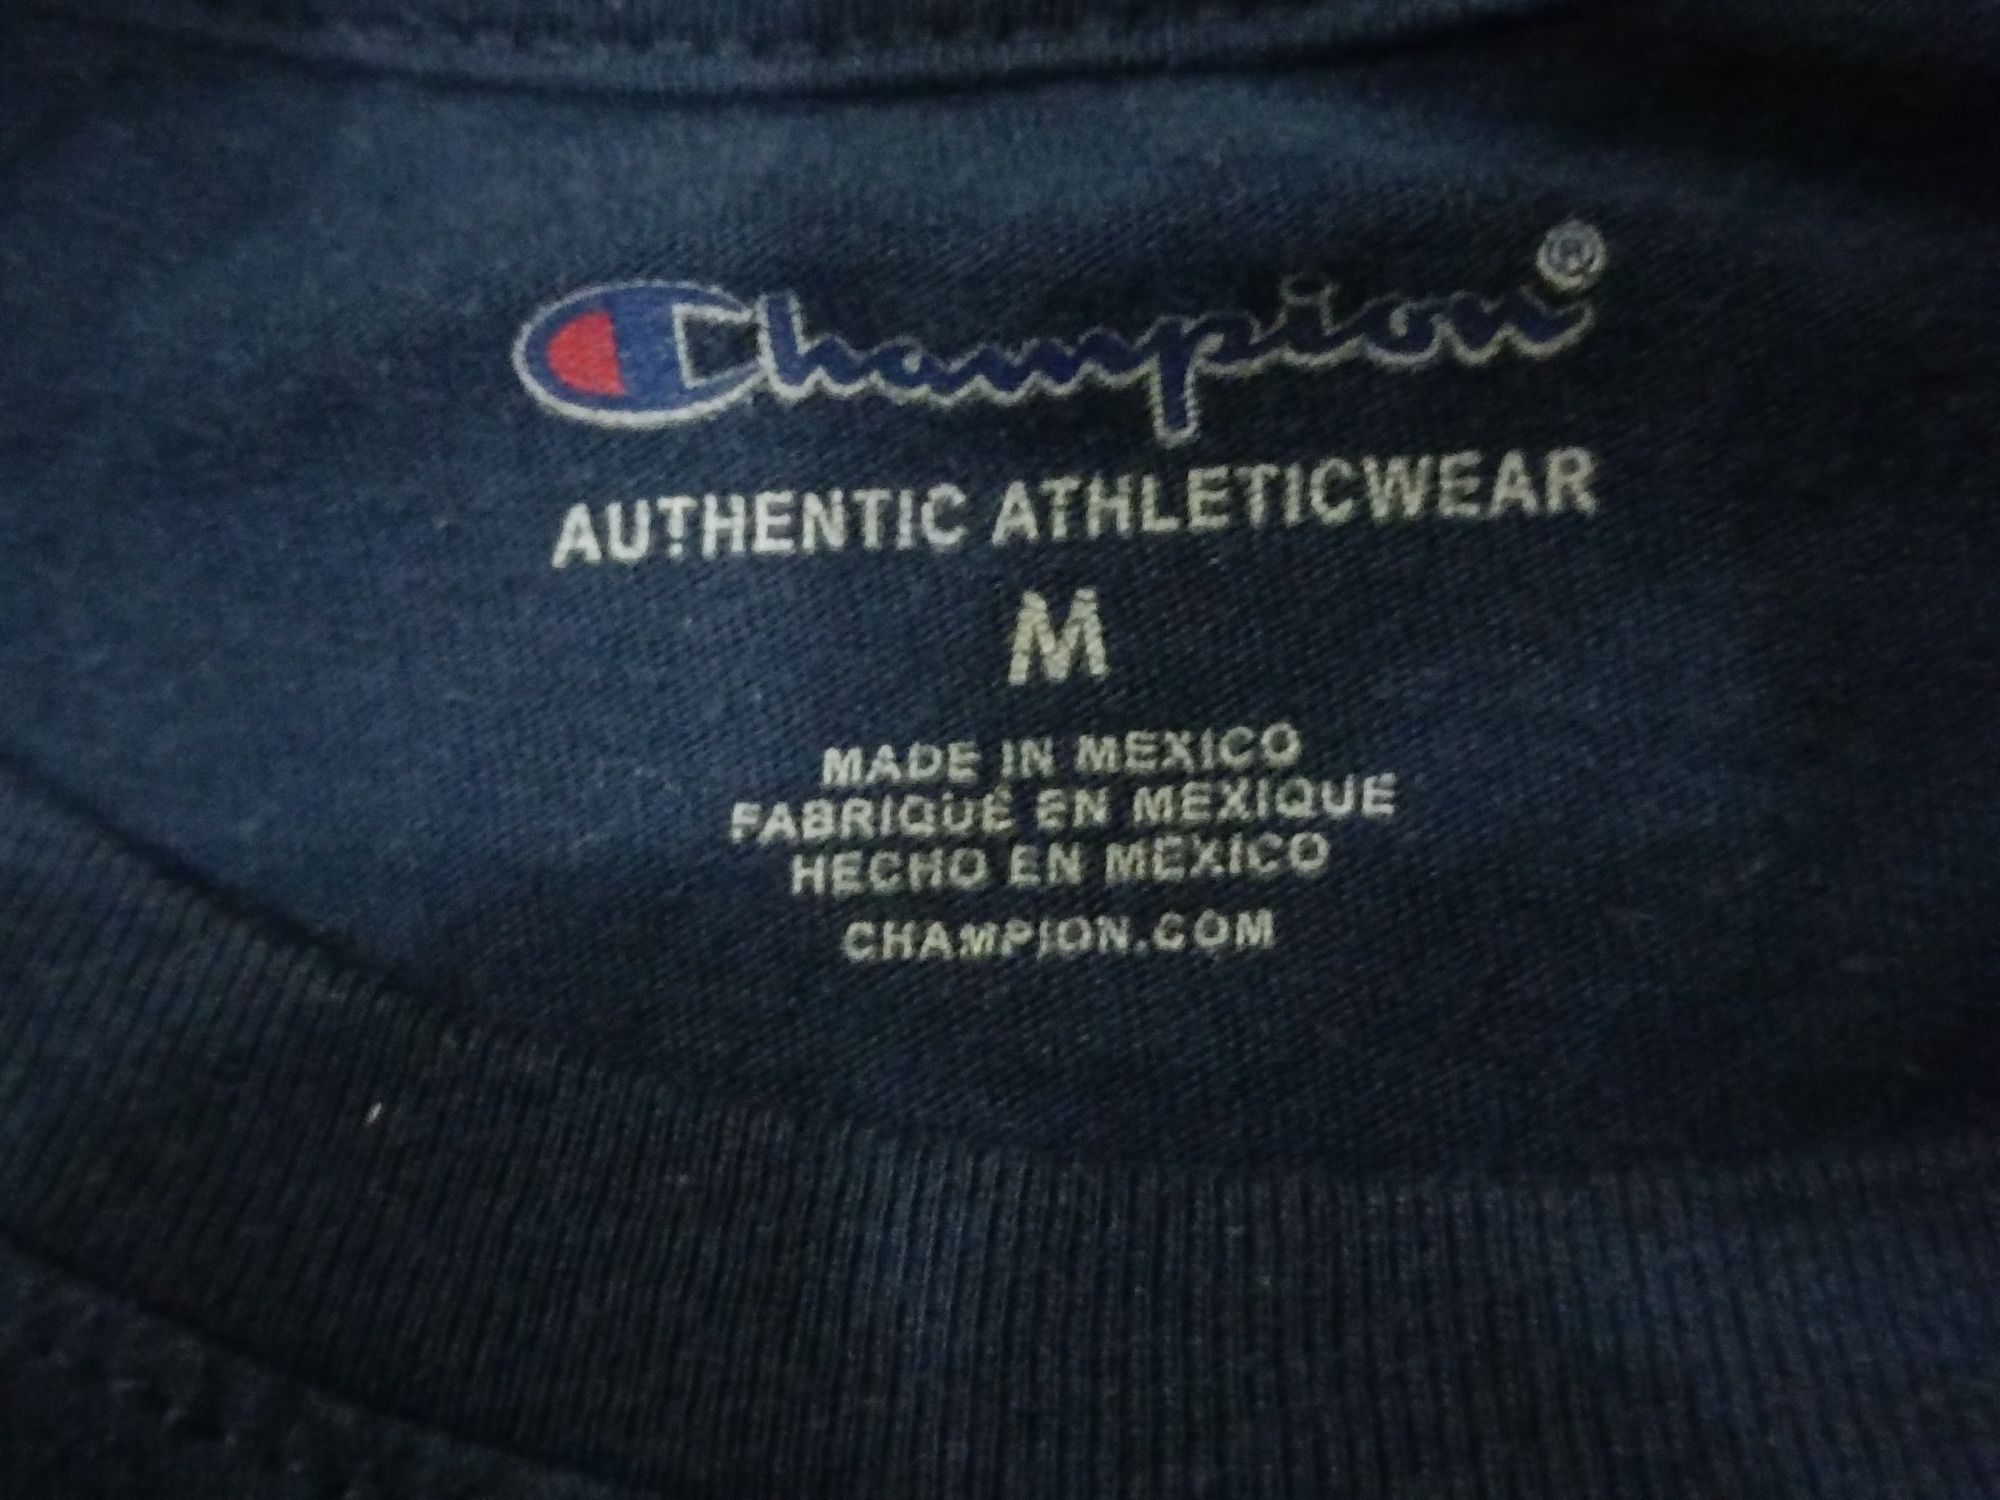 Champion®
AUTHENTIC ATHLETICWEAR
M
MADE IN MEXICO
FABRIQUÉ EN MEXIQUE
HECHO EN MEXICO
CHAMPION.COM